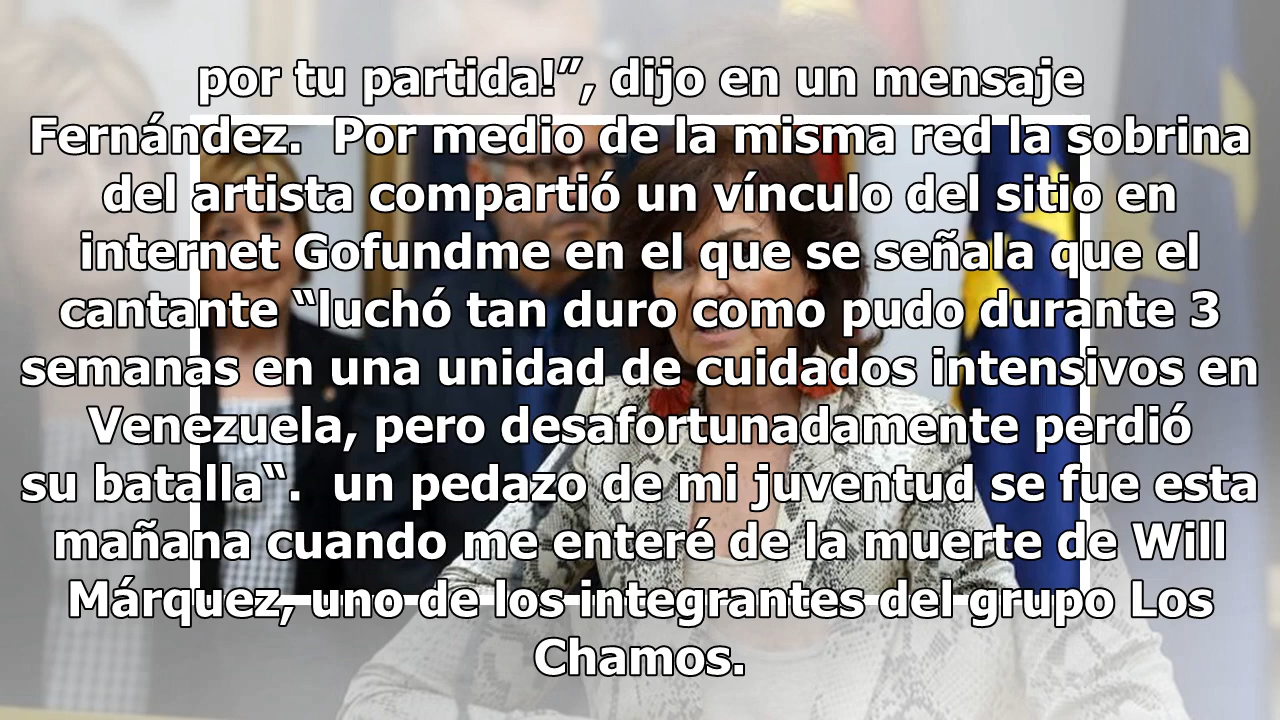 por tu partida!”, dijo en un mensaje
Fernández.  Por medio de la misma red la sobrina
del artista compartió un vínculo del sitio en
internet Gofundme en el que se señala que el
cantante “luchó tan duro como pudo durante 3
semanas en una unidad de cuidados intensivos en
Venezuela, pero desafortunadamente perdió
su batalla“.  un pedazo de mi juventud se fue esta
mañana cuando me enteré de la muerte de Will
Márquez, uno de los integrantes del grupo Los
Chamos.